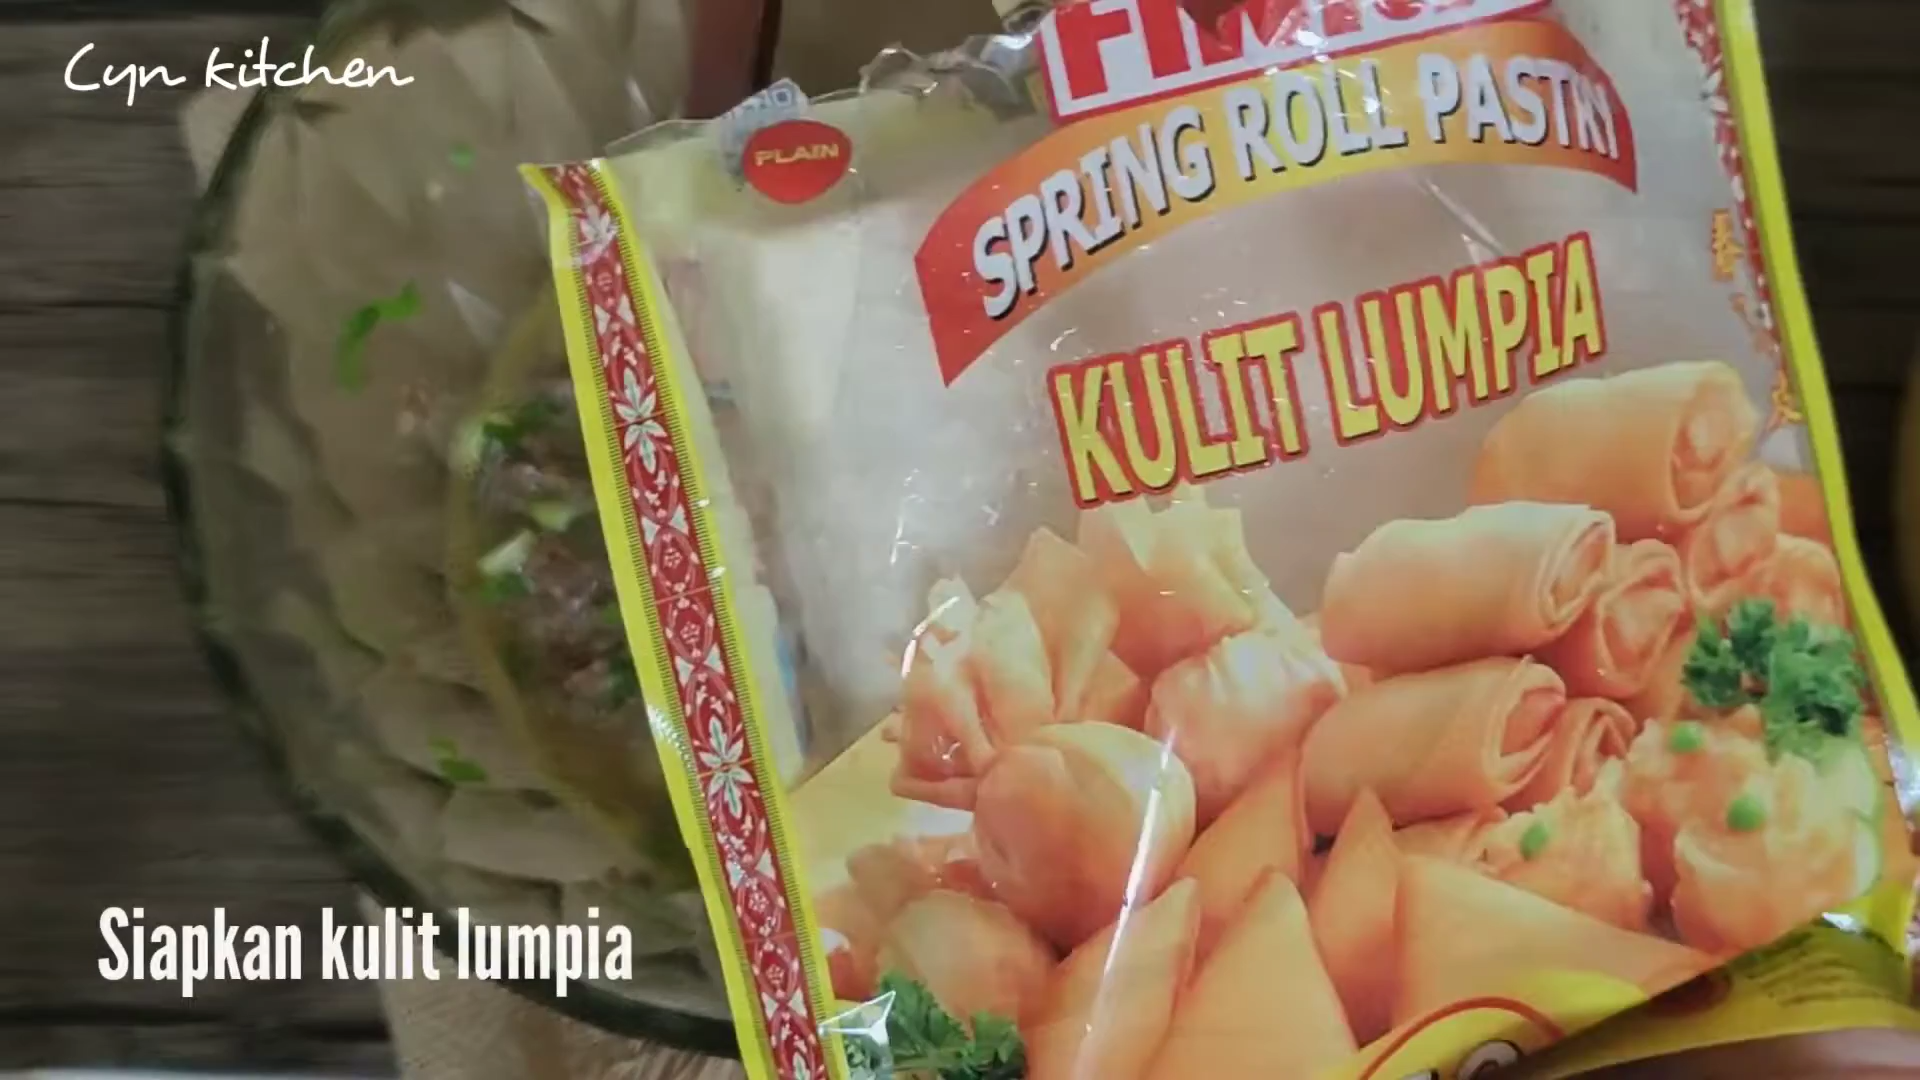 Cyn kitchen
PLAIN
SPRING ROLL PASTRY
KULIT LUMPIA
Siapkan kulit lumpia